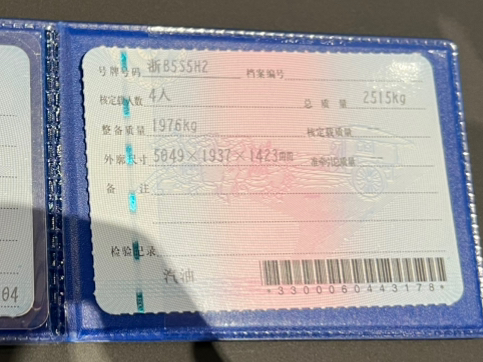 号牌号码 浙B555H2 档案编号
核定载人数 4人 总质量 2515kg
整备质量 1976kg 核定载质量
外廓尺寸 5049×1937×1423mm 准牵引总质量
备注
检验记录
汽油
*3300060443178*
04